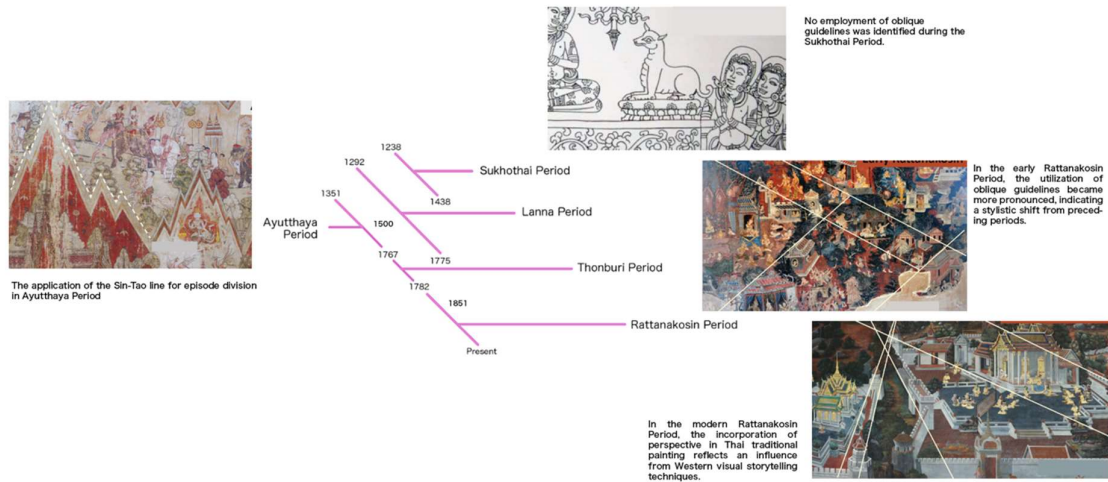 No employment of oblique
guidelines was identified during the
Sukhothai Period.
1238
1292
Sukhothai Period
1351
1438
Lanna Period
Ayutthaya
Period
1500
1767
1775
Thonburi Period
1782
1851
Rattanakosin Period
Present
In the early Rattanakosin
Period, the utilization of
oblique guidelines became
more pronounced, indicating
a stylistic shift from preced-
ing periods.
The application of the Sin-Tao line for episode division
in Ayutthaya Period
In the modern Rattanakosin
Period, the incorporation of
perspective in Thai traditional
painting reflects an influence
from Western visual storytelling
techniques.